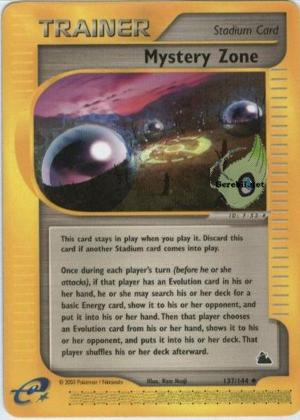 TRAINER
Stadium Card
Mystery Zone
Serebii.net
This card stays in play when you play it. Discard this
card if another Stadium card comes into play.
Once during each player's turn (before he or she
attacks), if that player has an Evolution card in his or
her hand, he or she may search his or her deck for a
basic Energy card, show it to his or her opponent, and
put it into his or her hand. Then that player chooses
an Evolution card from his or her hand, shows it to his
or her opponent, and puts it into his or her deck. That
player shuffles his or her deck afterward.
Illus. Ken Ikuji
©2003 Pokémon / Nintendo
137/144
e